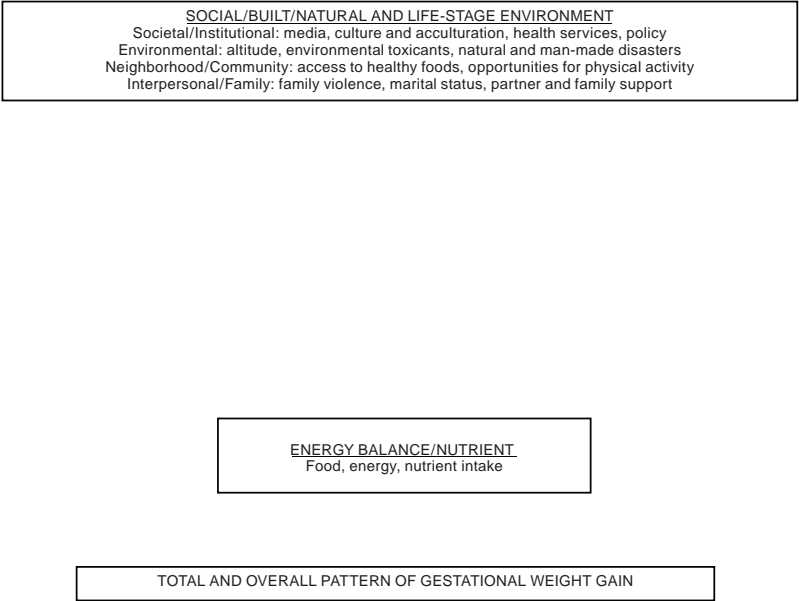 SOCIAL/BUILT/NATURAL AND LIFE-STAGE ENVIRONMENT
Societal/Institutional: media, culture and acculturation, health services, policy
Environmental: altitude, environmental toxicants, natural and man-made disasters
Neighborhood/Community: access to healthy foods, opportunities for physical activity
Interpersonal/Family: family violence, marital status, partner and family support
ENERGY BALANCE/NUTRIENT
Food, energy, nutrient intake
TOTAL AND OVERALL PATTERN OF GESTATIONAL WEIGHT GAIN